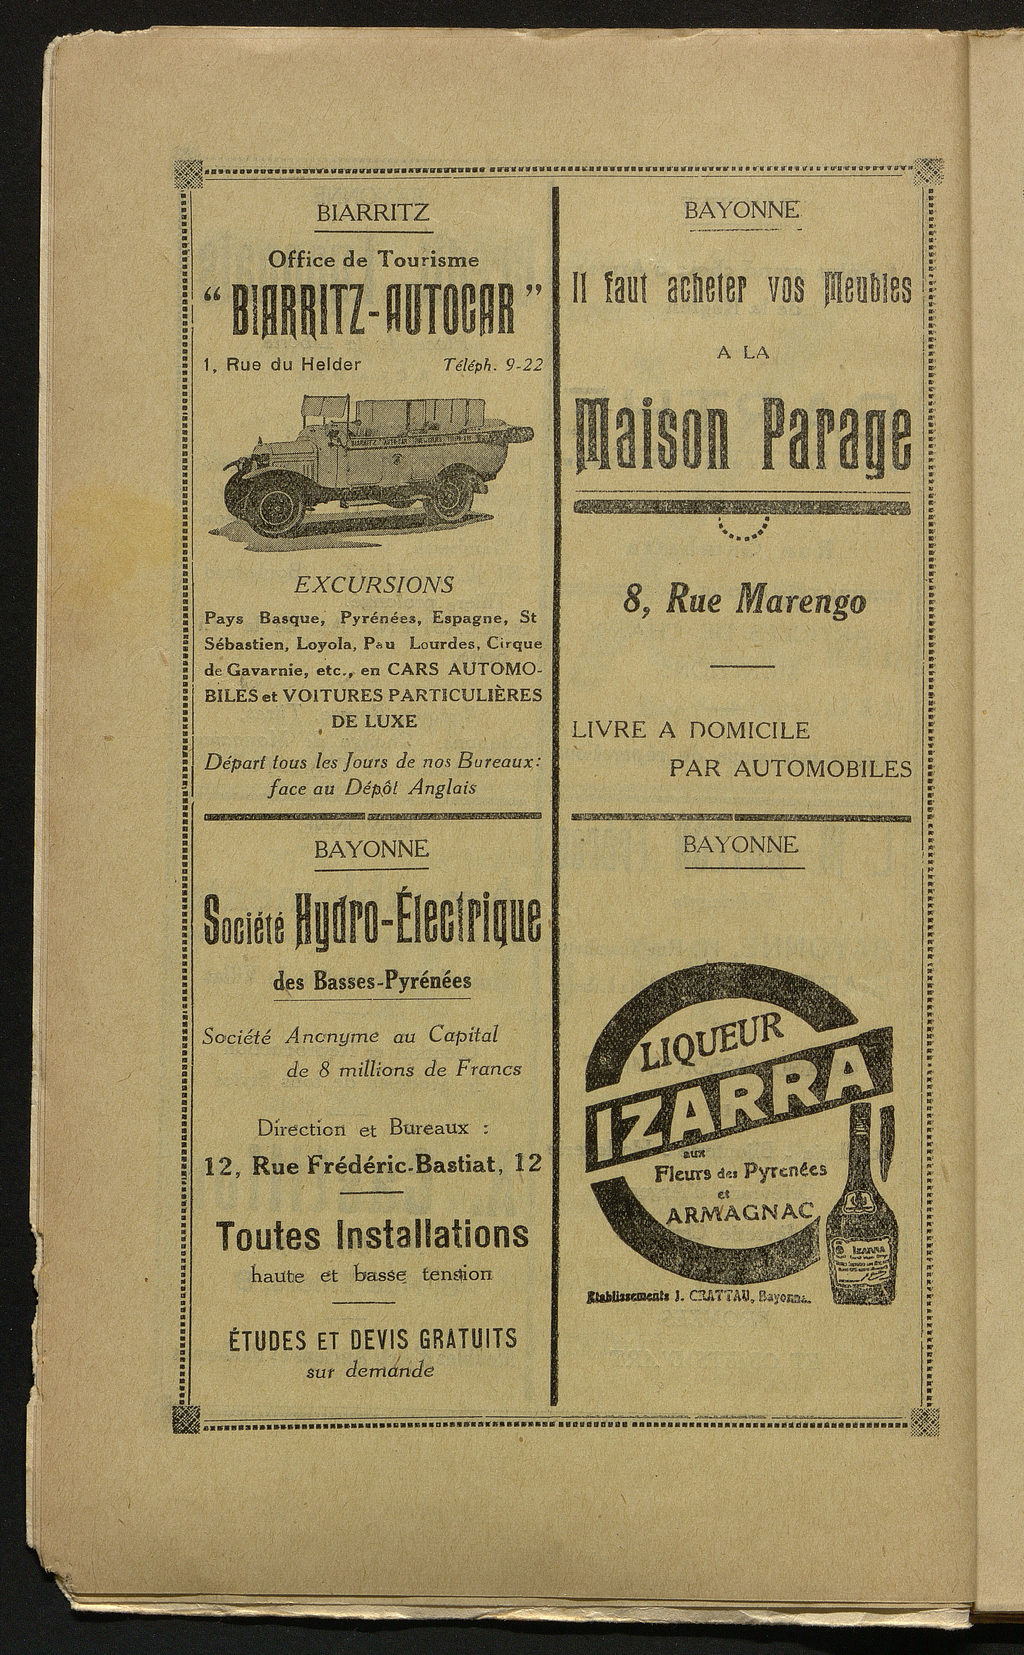 BIARRITZ
Office de Tourisme
“ BIARRITZ-AUTOCAR ”
1, Rue du Helder Téléph. 9-22
BIARRITZ AUTOCAR
EXCURSIONS
Pays Basque, Pyrénées, Espagne, St
Sébastien, Loyola, Pau Lourdes, Cirque
de Gavarnie, etc., en CARS AUTOMO-
BILES et VOITURES PARTICULIÈRES
DE LUXE
Départ tous les Jours de nos Bureaux:
face au Dépôt Anglais
BAYONNE
Société Hydro-Électrique
des Basses-Pyrénées
Société Anonyme au Capital
de 8 millions de Francs
Direction et Bureaux :
12, Rue Frédéric-Bastiat, 12
Toutes Installations
haute et basse tension
ÉTUDES ET DEVIS GRATUITS
sur demande
BAYONNE
Il faut acheter vos Meubles
A LA
Maison Parage
8, Rue Marengo
LIVRE A DOMICILE
PAR AUTOMOBILES
BAYONNE
LIQUEUR
IZARRA
aux
Fleurs des Pyrenées
et
ARMAGNAC
IZARRA
Etablissements J. GRATTAU, Bayonne.